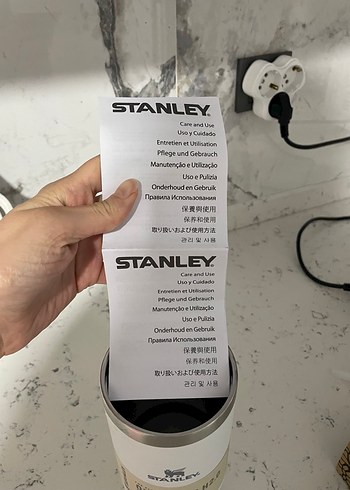 STANLEY®
Care and Use
Uso y Cuidado
Entretien et Utilisation
Pflege und Gebrauch
Manutenção e Utilização
Uso e Pulizia
Onderhoud en Gebruik
Правила Использования
保養與使用
保养和使用
取り扱いおよび使用方法
관리 및 사용
STANLEY®
Care and Use
Uso y Cuidado
Entretien et Utilisation
Pflege und Gebrauch
Manutenção e Utilização
Uso e Pulizia
Onderhoud en Gebruik
Правила Использования
保養與使用
保养和使用
取り扱いおよび使用方法
관리 및 사용
STANLEY